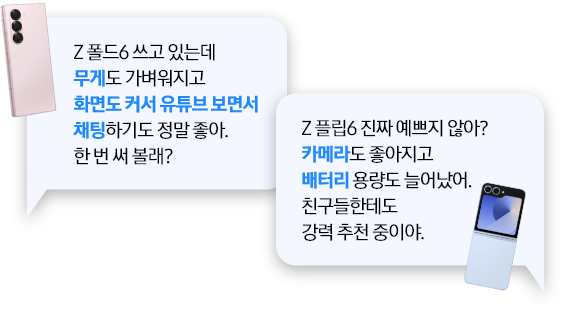 Z 폴드6 쓰고 있는데
무게도 가벼워지고
화면도 커서 유튜브 보면서
채팅하기도 정말 좋아.
한 번 써 볼래?
Z 플립6 진짜 예쁘지 않아?
카메라도 좋아지고
배터리 용량도 늘어났어.
친구들한테도
강력 추천 중이야.